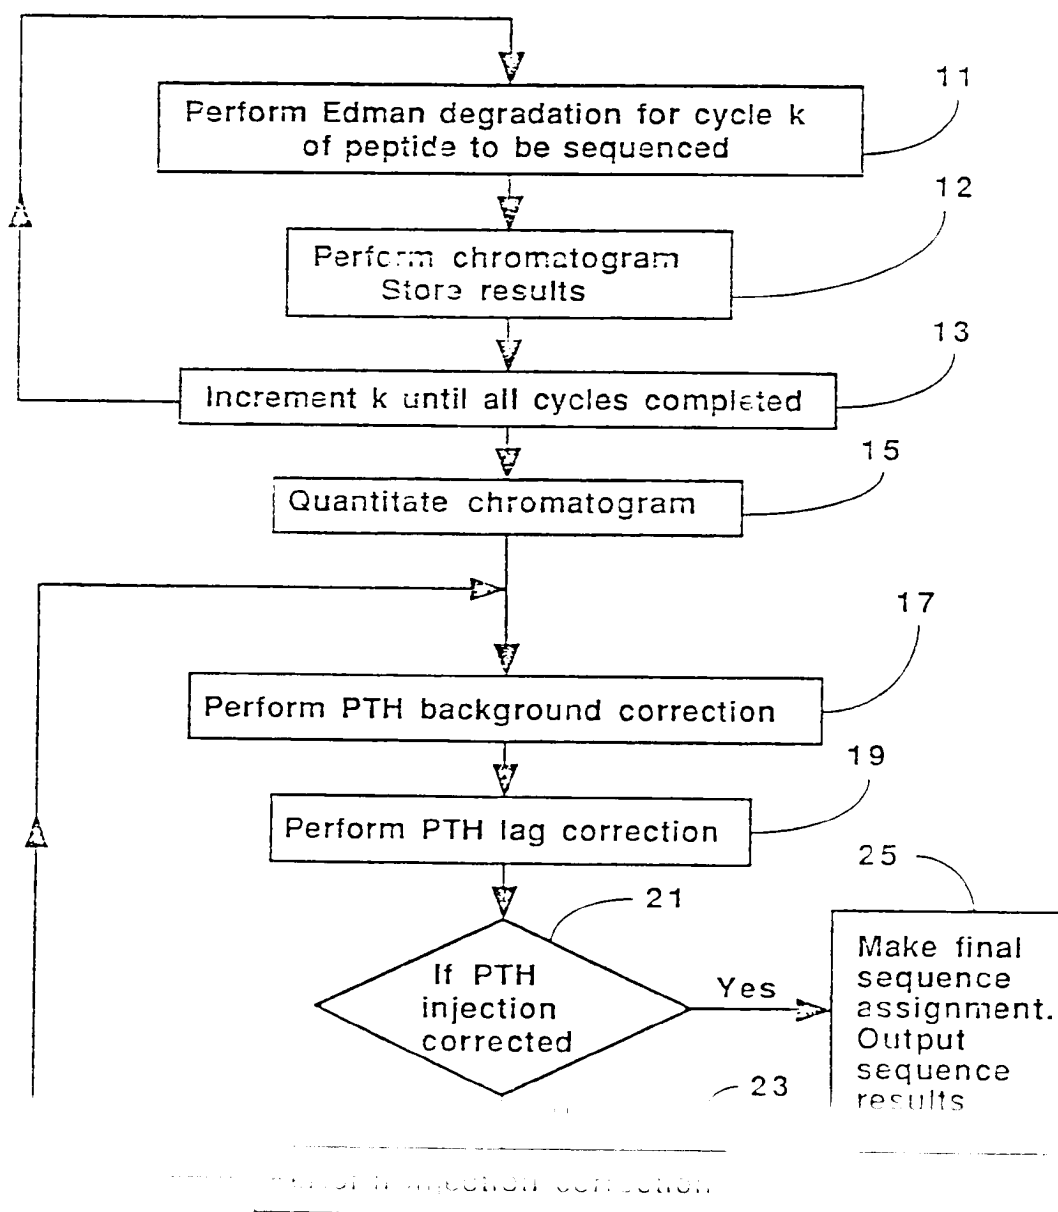 11
Perform Edman degradation for cycle k
of peptide to be sequenced
12
Perform chromatogram
Store results
13
Increment k until all cycles completed
15
Quantitate chromatogram
17
Perform PTH background correction
19
Perform PTH lag correction
21
25
If PTH
injection
corrected
Yes
Make final
sequence
assignment.
Output
sequence
results
23
injection correction